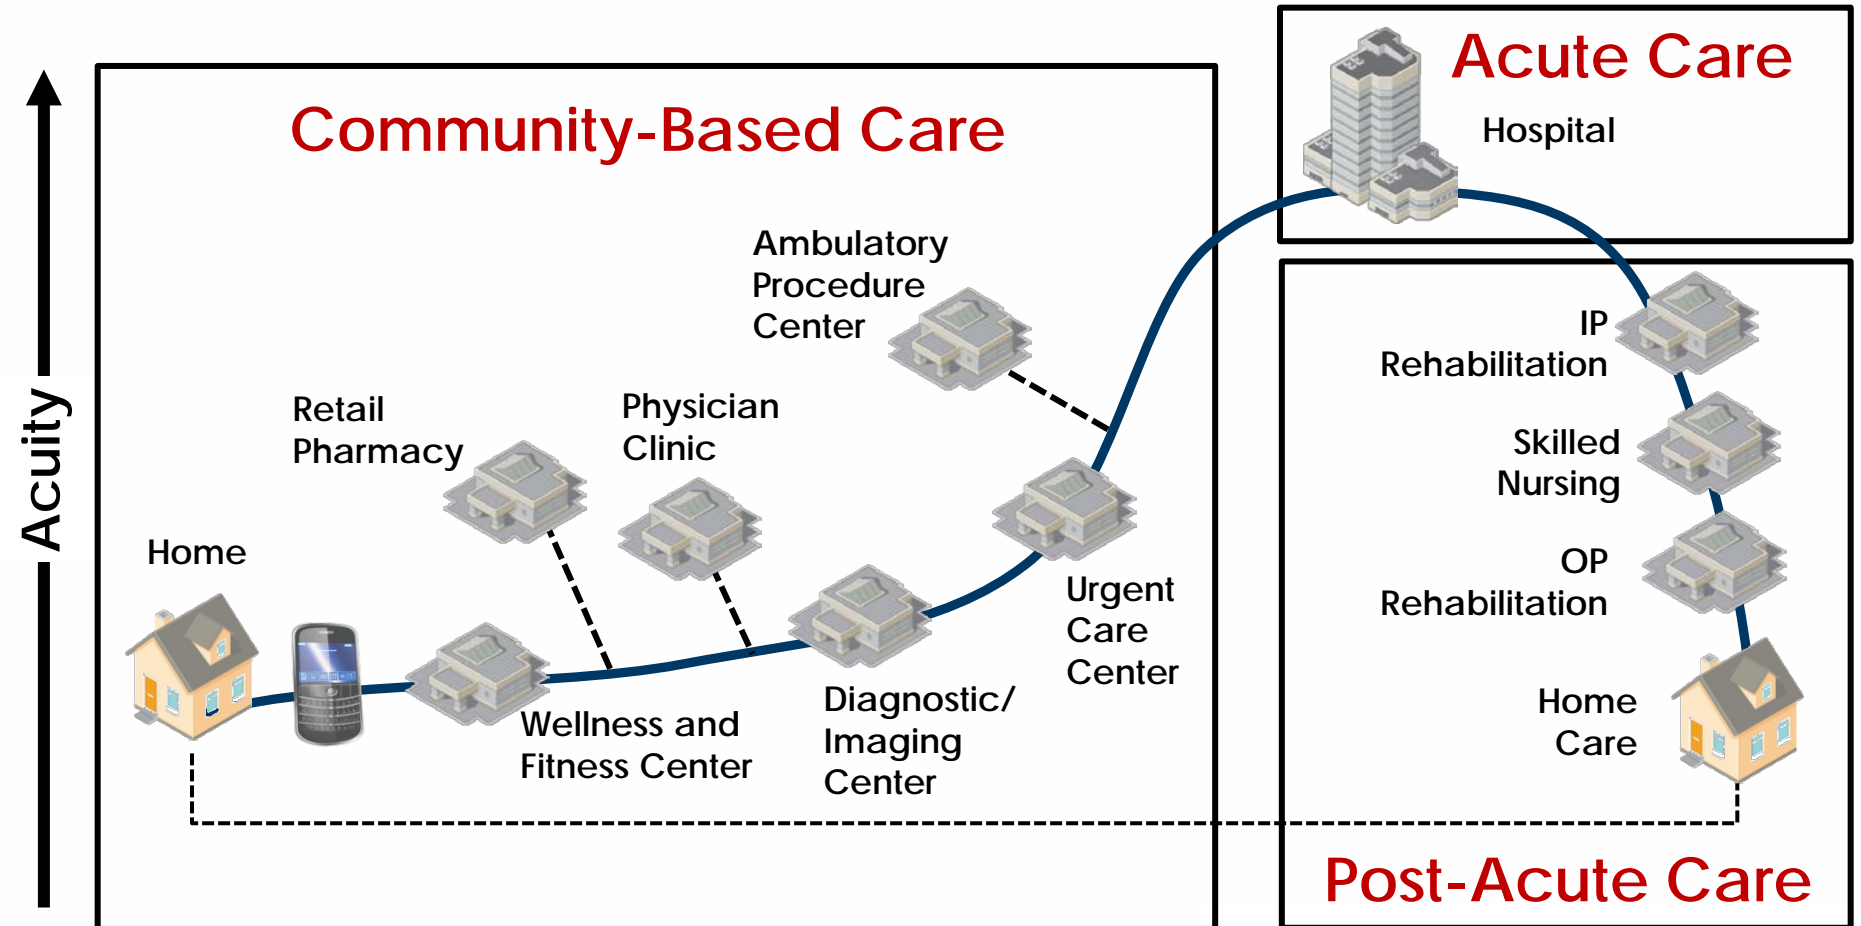 Acute Care
Hospital
Community-Based Care
Acuity
Ambulatory
Procedure
Center
Retail
Pharmacy
Physician
Clinic
Home
Wellness and
Fitness Center
Diagnostic/
Imaging
Center
Urgent
Care
Center
IP
Rehabilitation
Skilled
Nursing
OP
Rehabilitation
Home
Care
Post-Acute Care